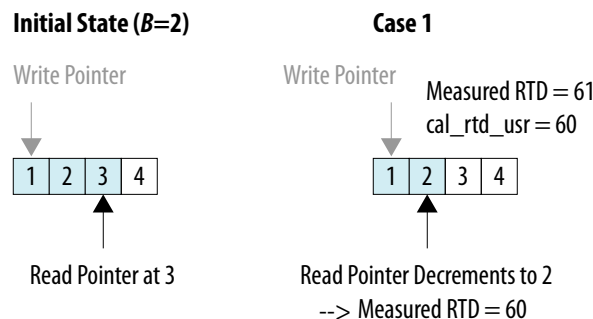 Initial State (B=2)
Write Pointer
1 2 3 4
Read Pointer at 3
Case 1
Write Pointer
Measured RTD = 61
cal_rtd_usr = 60
1 2 3 4
Read Pointer Decrements to 2
--> Measured RTD = 60